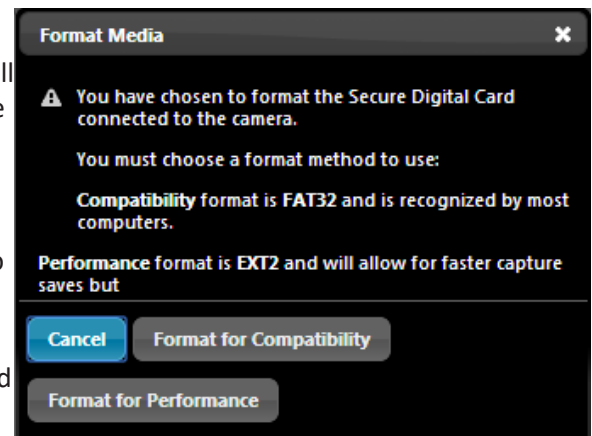 Format Media
ll
You have chosen to format the Secure Digital Card
e
connected to the camera.
You must choose a format method to use:
Compatibility format is FAT32 and is recognized by most
computers.
o
Performance format is EXT2 and will allow for faster capture
saves but
Cancel Format for Compatibility
d
Format for Performance